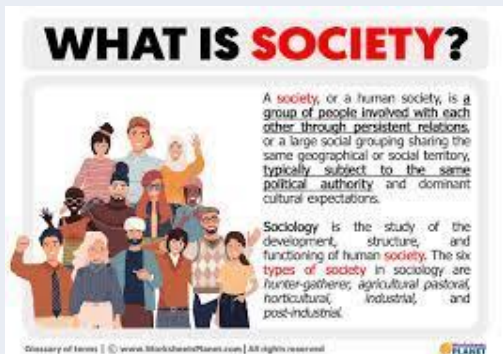 WHAT IS SOCIETY?
A society, or a human society, is a
group of people involved with each
other through persistent relations,
or a large social grouping sharing the
same geographical or social territory,
typically subject to the same
political authority and dominant
cultural expectations.
Sociology is the study of the
development, structure, and
functioning of human society. The six
types of society in sociology are
hunter-gatherer, agricultural pastoral,
horticultural, industrial, and
post-industrial.
Glossary of terms | © www.WorksheetsPlanet.com | All rights reserved
Worksheets
PLANET